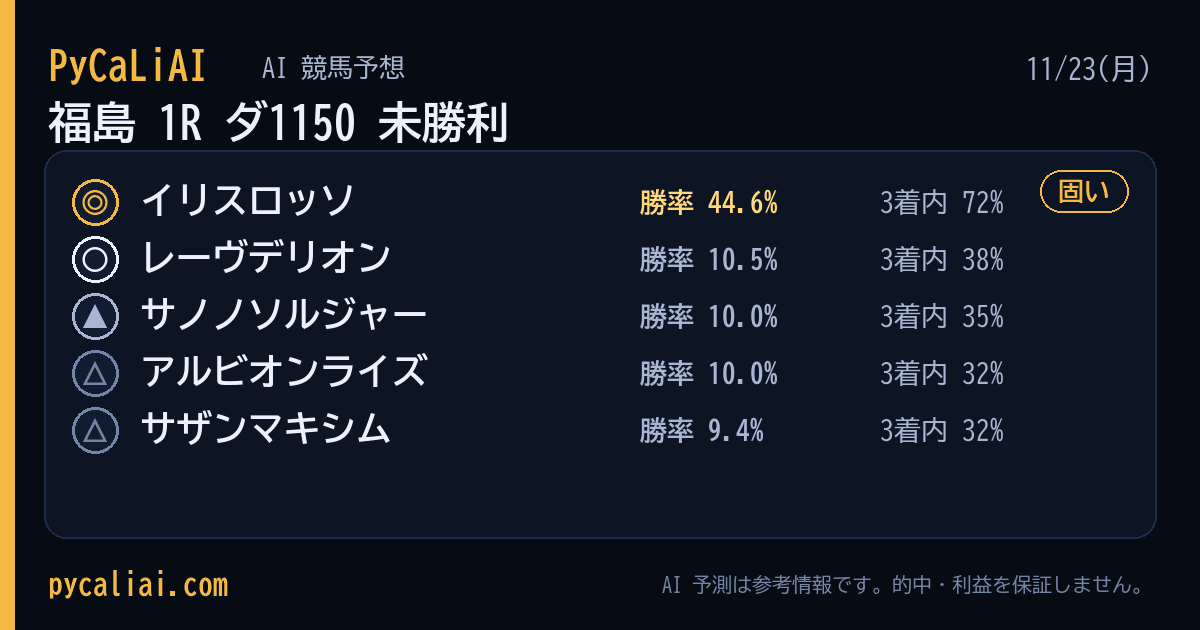 PyCaLiAI AI 競馬予想 11/23(月)
福島 1R ダ1150 未勝利
◎ イリスロッソ 勝率 44.6% 3着内 72% 固い
○ レーヴデリオン 勝率 10.5% 3着内 38%
▲ サノノソルジャー 勝率 10.0% 3着内 35%
△ アルビオンライズ 勝率 10.0% 3着内 32%
△ サザンマキシム 勝率 9.4% 3着内 32%
pycaliai.com AI 予測は参考情報です。的中・利益を保証しません。